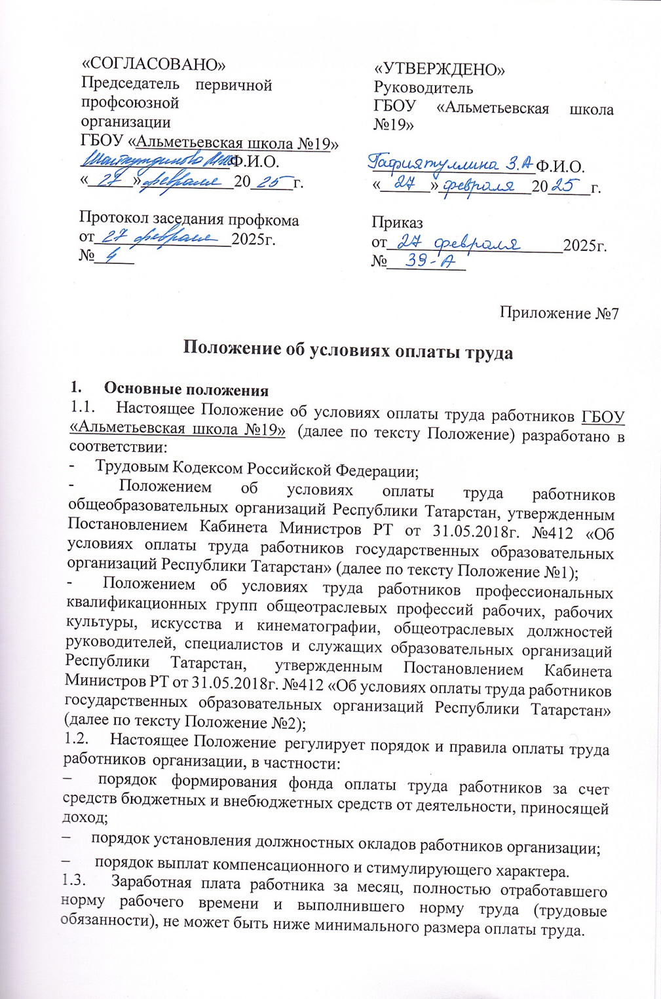 «СОГЛАСОВАНО»
Председатель первичной
профсоюзной
организации
ГБОУ «Альметьевская школа №19»
Ф.И.О.
«27» февраля 2025 г.
Протокол заседания профкома
от 27 февраля 2025г.
№ 4
«УТВЕРЖДЕНО»
Руководитель
ГБОУ «Альметьевская школа
№19»
Гафиятуллина З.А Ф.И.О.
«27» февраля 2025 г.
Приказ
от 27 февраля 2025г.
№ 39-А
Приложение №7
Положение об условиях оплаты труда
1. Основные положения
1.1. Настоящее Положение об условиях оплаты труда работников ГБОУ
«Альметьевская школа №19» (далее по тексту Положение) разработано в
соответствии:
- Трудовым Кодексом Российской Федерации;
- Положением об условиях оплаты труда работников
общеобразовательных организаций Республики Татарстан, утвержденным
Постановлением Кабинета Министров РТ от 31.05.2018г. №412 «Об
условиях оплаты труда работников государственных образовательных
организаций Республики Татарстан» (далее по тексту Положение №1);
- Положением об условиях труда работников профессиональных
квалификационных групп общеотраслевых профессий рабочих, рабочих
культуры, искусства и кинематографии, общеотраслевых должностей
руководителей, специалистов и служащих образовательных организаций
Республики Татарстан, утвержденным Постановлением Кабинета
Министров РТ от 31.05.2018г. №412 «Об условиях оплаты труда работников
государственных образовательных организаций Республики Татарстан»
(далее по тексту Положение №2);
1.2. Настоящее Положение регулирует порядок и правила оплаты труда
работников организации, в частности:
– порядок формирования фонда оплаты труда работников за счет
средств бюджетных и внебюджетных средств от деятельности, приносящей
доход;
– порядок установления должностных окладов работников организации;
– порядок выплат компенсационного и стимулирующего характера.
1.3. Заработная плата работника за месяц, полностью отработавшего
норму рабочего времени и выполнившего норму труда (трудовые
обязанности), не может быть ниже минимального размера оплаты труда.